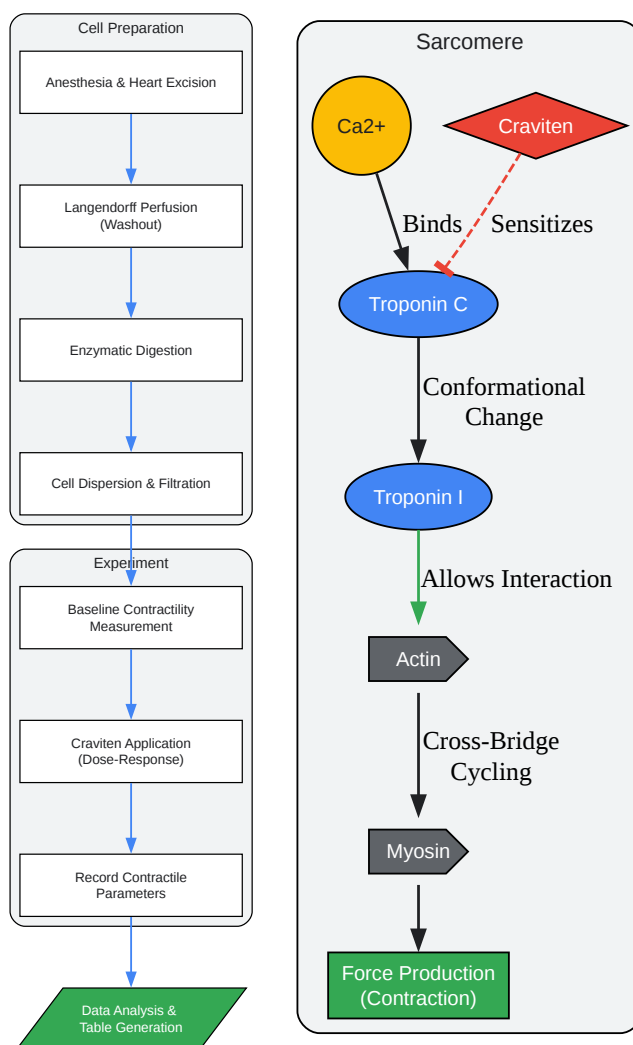 Cell Preparation
Anesthesia & Heart Excision
Langendorff Perfusion
(Washout)
Enzymatic Digestion
Cell Dispersion & Filtration
Experiment
Baseline Contractility
Measurement
Craviten Application
(Dose-Response)
Record Contractile
Parameters
Data Analysis &
Table Generation
Sarcomere
Ca2+
Craviten
Binds
Sensitizes
Troponin C
Conformational
Change
Troponin I
Allows Interaction
Actin
Cross-Bridge
Cycling
Myosin
Force Production
(Contraction)